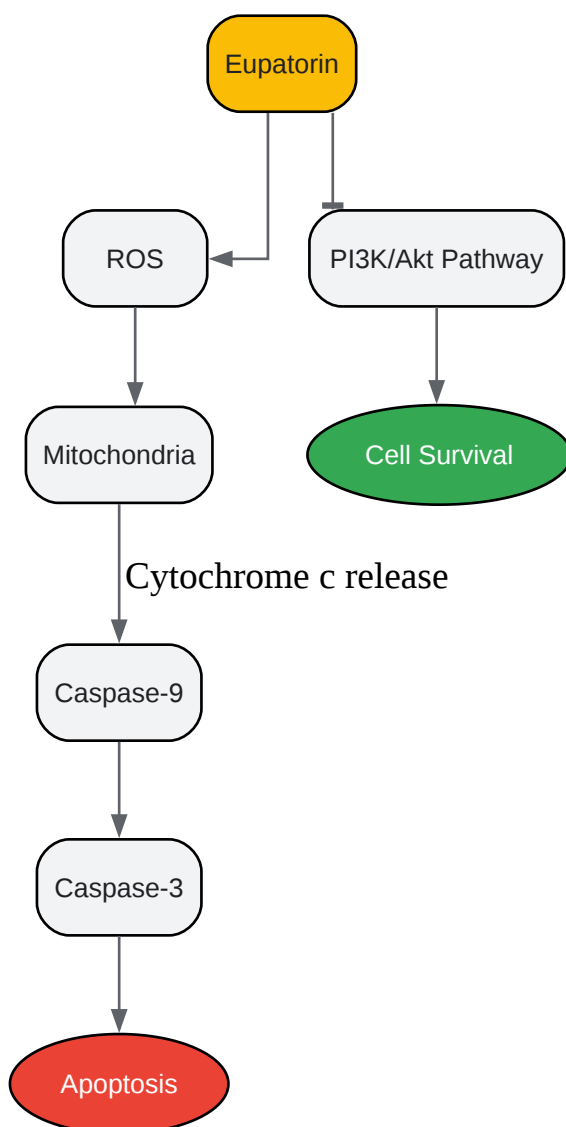 Eupatorin
ROS
PI3K/Akt Pathway
Mitochondria
Cell Survival
Cytochrome c release
Caspase-9
Caspase-3
Apoptosis